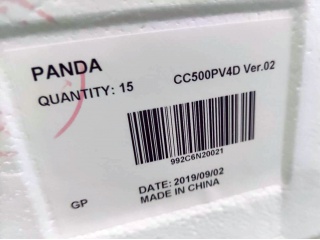 PANDA
CC500PV4D Ver.02
QUANTITY: 15
992C6N20021
GP
DATE: 2019/09/02
MADE IN CHINA